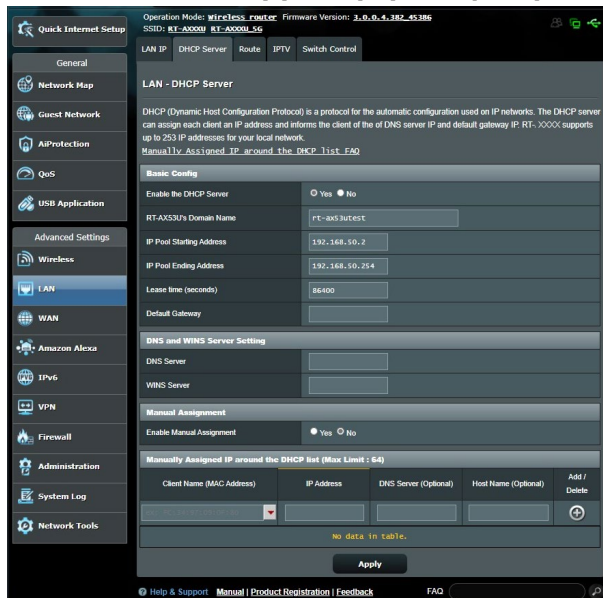 Quick Internet Setup
Operation Mode: Wireless router Firmware Version: 3.0.0.4.382_45386
SSID: RT-AXXXU RT-AXXXU_5G
LAN IP DHCP Server Route IPTV Switch Control
General
Network Map
Guest Network
AiProtection
QoS
USB Application
Advanced Settings
Wireless
LAN
WAN
Amazon Alexa
IPv6
VPN
Firewall
Administration
System Log
Network Tools
LAN - DHCP Server
DHCP (Dynamic Host Configuration Protocol) is a protocol for the automatic configuration used on IP networks. The DHCP server
can assign each client an IP address and informs the client of the of DNS server IP and default gateway IP. RT-. XXXX supports
up to 253 IP addresses for your local network.
Manually Assigned IP around the DHCP list FAQ
Basic Config
Enable the DHCP Server Yes No
RT-AX53U's Domain Name rt-ax53utest
IP Pool Starting Address 192.168.50.2
IP Pool Ending Address 192.168.50.254
Lease time (seconds) 86400
Default Gateway
DNS and WINS Server Setting
DNS Server
WINS Server
Manual Assignment
Enable Manual Assignment Yes No
Manually Assigned IP around the DHCP list (Max Limit : 64)
Client Name (MAC Address) IP Address DNS Server (Optional) Host Name (Optional) Add /
Delete
No data in table.
Apply
Help & Support Manual | Product Registration | Feedback FAQ